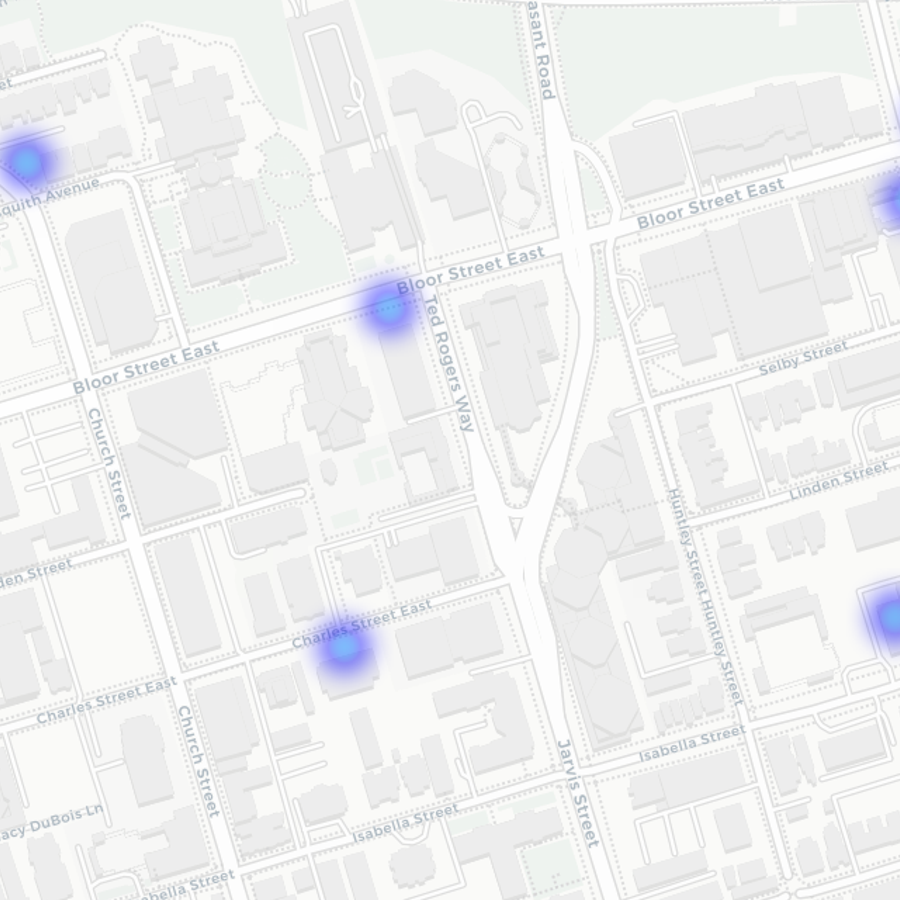 asant Road
quith Avenue
Bloor Street East
Bloor Street East
Bloor Street East
Ted Rogers Way
Selby Street
Church Street
Linden Street
Huntley Street
Huntley Street
den Street
Charles Street East
Charles Street East
Church Street
Isabella Street
Jarvis Street
acy DuBois Ln
Isabella Street
abella Street